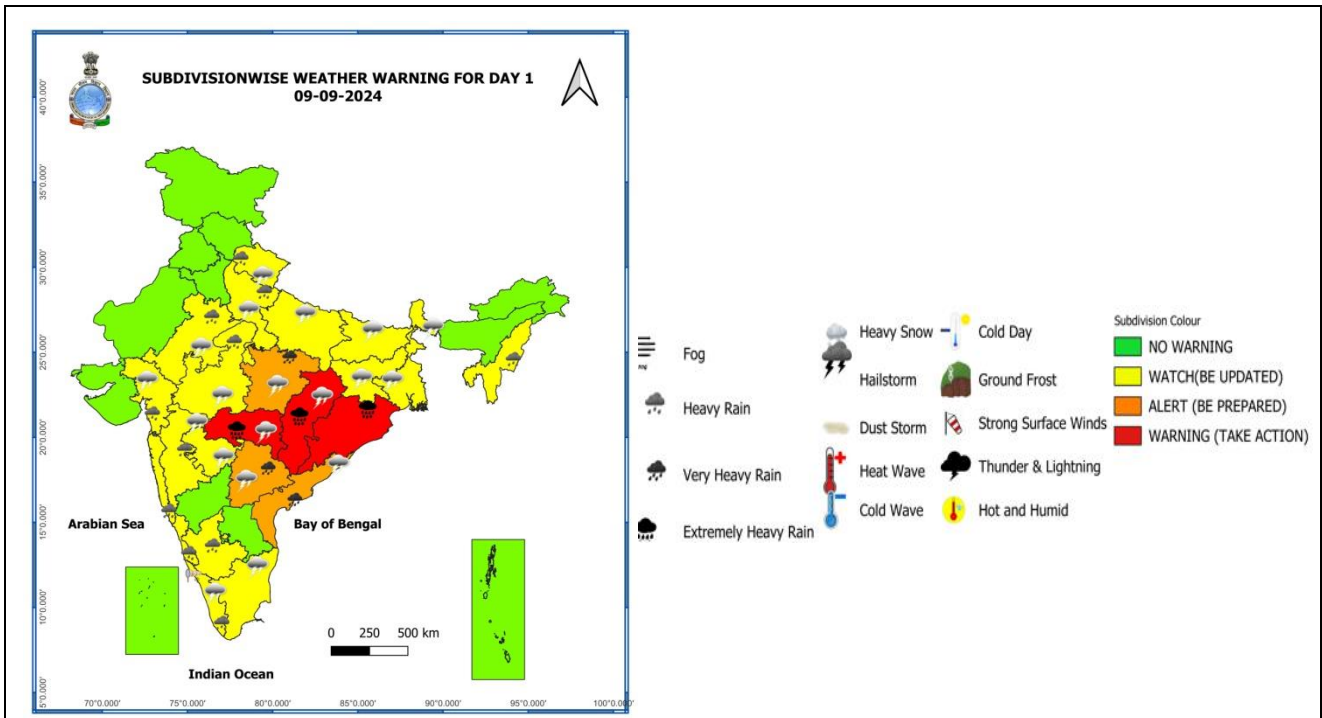 SUBDIVISIONWISE WEATHER WARNING FOR DAY 1
09-09-2024
40°0.000'
35°0.000'
30°0.000'
25°0.000'
20°0.000'
15°0.000'
10°0.000'
5°0.000'
Arabian Sea
Bay of Bengal
Indian Ocean
0 250 500 km
70°0.000' 75°0.000' 80°0.000' 85°0.000' 90°0.000' 95°0.000' 100°0.000'
Fog
Heavy Rain
Very Heavy Rain
Extremely Heavy Rain
Heavy Snow
Hailstorm
Dust Storm
Heat Wave
Cold Wave
Cold Day
Ground Frost
Strong Surface Winds
Thunder & Lightning
Hot and Humid
Subdivision Colour
NO WARNING
WATCH(BE UPDATED)
ALERT (BE PREPARED)
WARNING (TAKE ACTION)